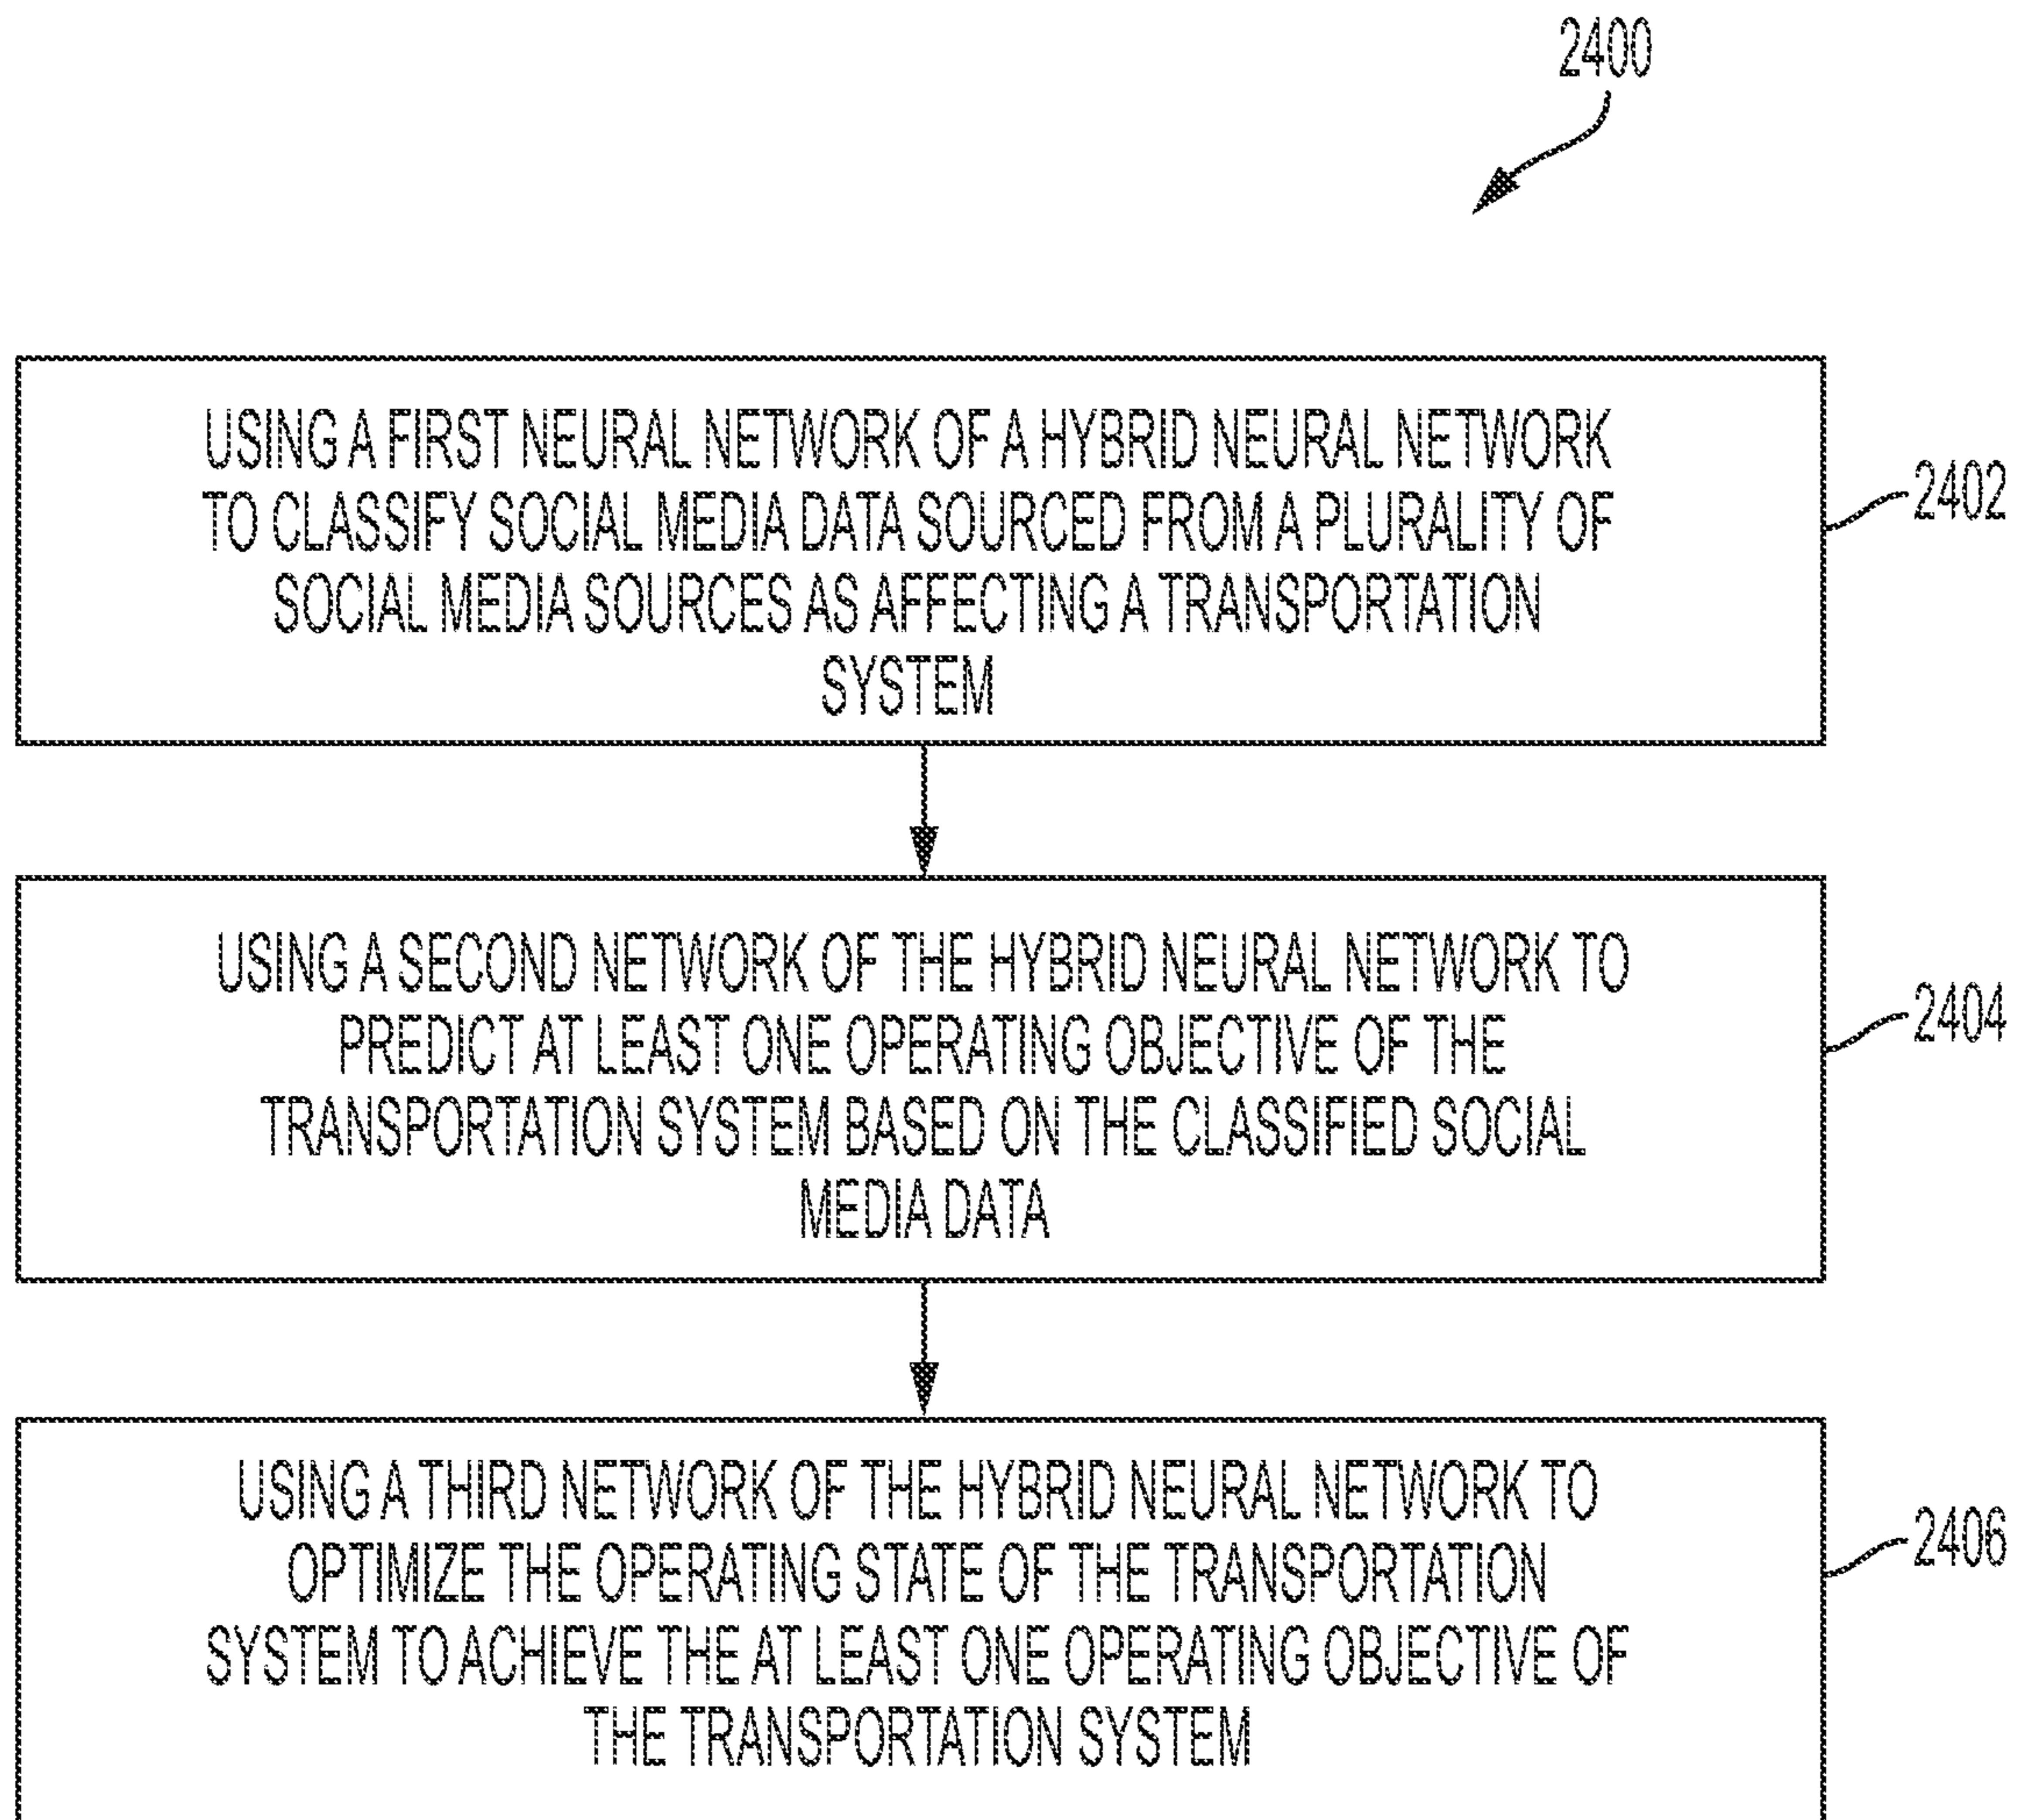 2400
USING A FIRST NEURAL NETWORK OF A HYBRID NEURAL NETWORK
TO CLASSIFY SOCIAL MEDIA DATA SOURCED FROM A PLURALITY OF
SOCIAL MEDIA SOURCES AS AFFECTING A TRANSPORTATION
SYSTEM
2402
USING A SECOND NETWORK OF THE HYBRID NEURAL NETWORK TO
PREDICT AT LEAST ONE OPERATING OBJECTIVE OF THE
TRANSPORTATION SYSTEM BASED ON THE CLASSIFIED SOCIAL
MEDIA DATA
2404
USING A THIRD NETWORK OF THE HYBRID NEURAL NETWORK TO
OPTIMIZE THE OPERATING STATE OF THE TRANSPORTATION
SYSTEM TO ACHIEVE THE AT LEAST ONE OPERATING OBJECTIVE OF
THE TRANSPORTATION SYSTEM
2406